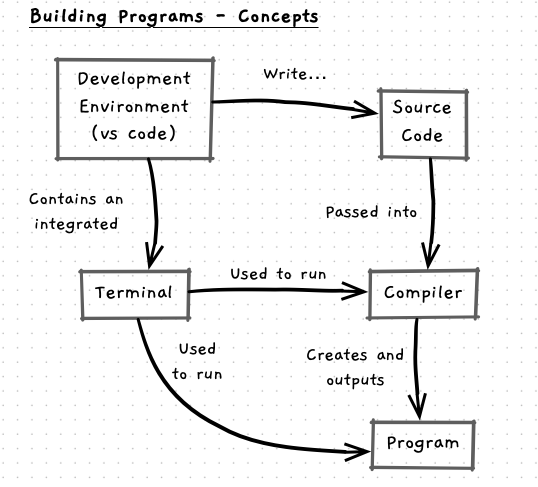 Building Programs - Concepts
Development
Environment
(vs code)
Write...
Source
Code
Contains an
integrated
Passed into
Terminal
Used to run
Compiler
Used
to run
Creates and
outputs
Program